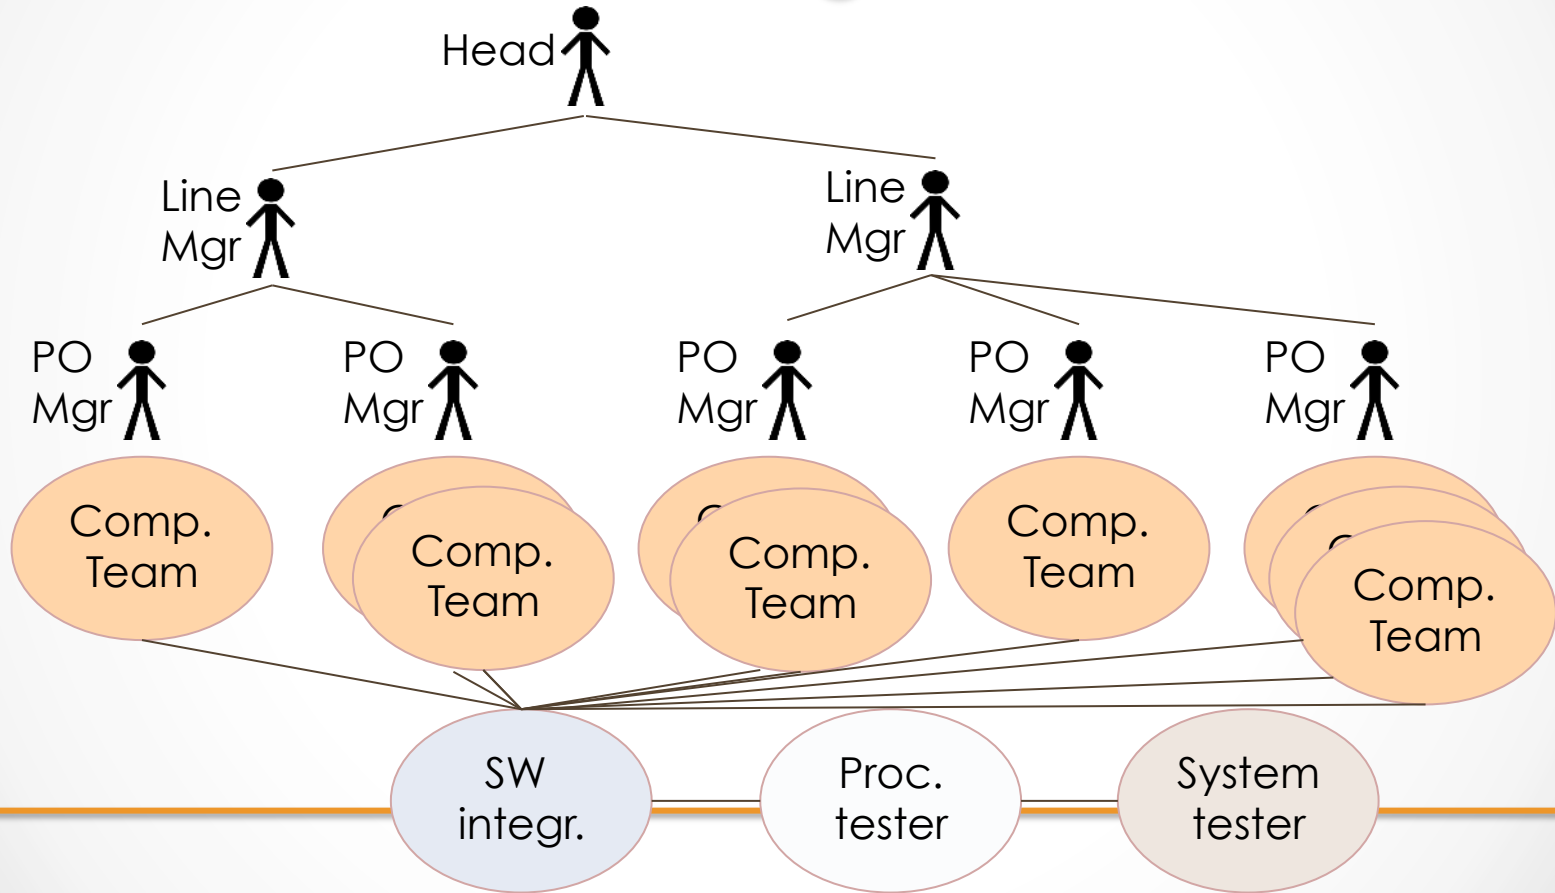 Head
Line
Mgr
Line
Mgr
PO
Mgr
PO
Mgr
PO
Mgr
PO
Mgr
PO
Mgr
Comp.
Team
Comp.
Team
Comp.
Team
Comp.
Team
Comp.
Team
SW
integr.
Proc.
tester
System
tester